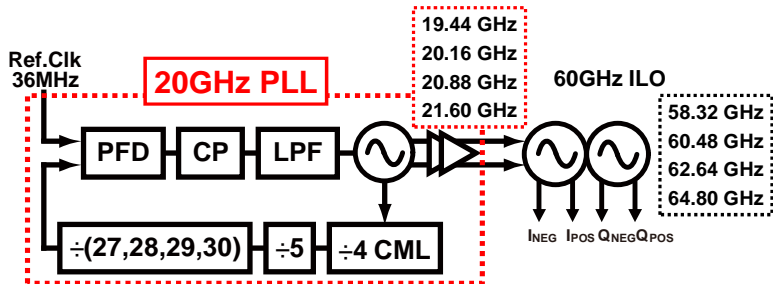 Ref.Clk
36MHz
20GHz PLL
19.44 GHz
20.16 GHz
20.88 GHz
21.60 GHz
60GHz ILO
58.32 GHz
60.48 GHz
62.64 GHz
64.80 GHz
PFD
CP
LPF
÷(27,28,29,30)
÷5
÷4 CML
INEG IPOS QNEG QPOS